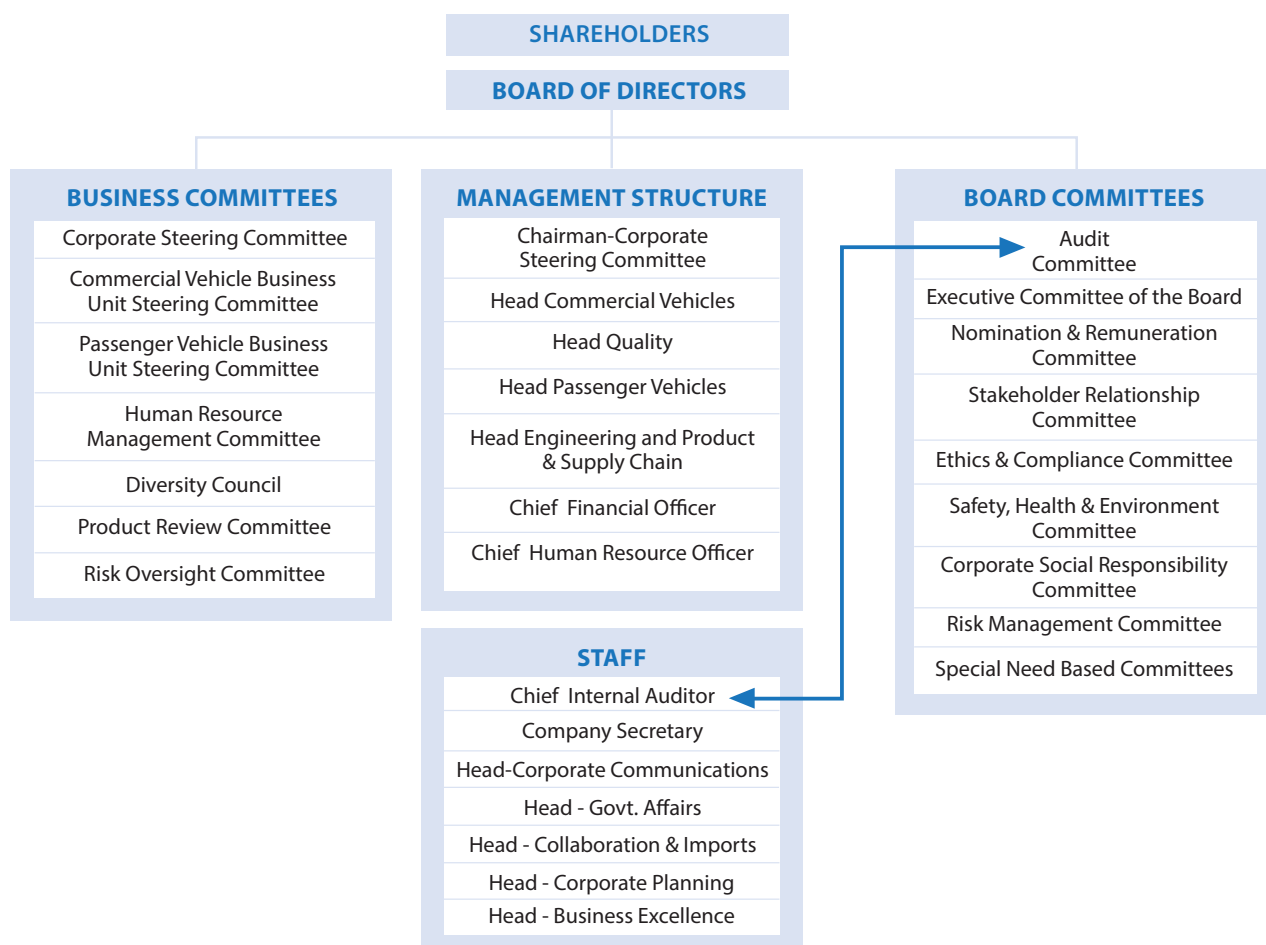 SHAREHOLDERS
BOARD OF DIRECTORS
BUSINESS COMMITTEES
Corporate Steering Committee
Commercial Vehicle Business
Unit Steering Committee
Passenger Vehicle Business
Unit Steering Committee
Human Resource
Management Committee
Diversity Council
Product Review Committee
Risk Oversight Committee
MANAGEMENT STRUCTURE
Chairman-Corporate
Steering Committee
Head Commercial Vehicles
Head Quality
Head Passenger Vehicles
Head Engineering and Product
& Supply Chain
Chief Financial Officer
Chief Human Resource Officer
STAFF
Chief Internal Auditor
Company Secretary
Head-Corporate Communications
Head - Govt. Affairs
Head - Collaboration & Imports
Head - Corporate Planning
Head - Business Excellence
BOARD COMMITTEES
Audit
Committee
Executive Committee of the Board
Nomination & Remuneration
Committee
Stakeholder Relationship
Committee
Ethics & Compliance Committee
Safety, Health & Environment
Committee
Corporate Social Responsibility
Committee
Risk Management Committee
Special Need Based Committees